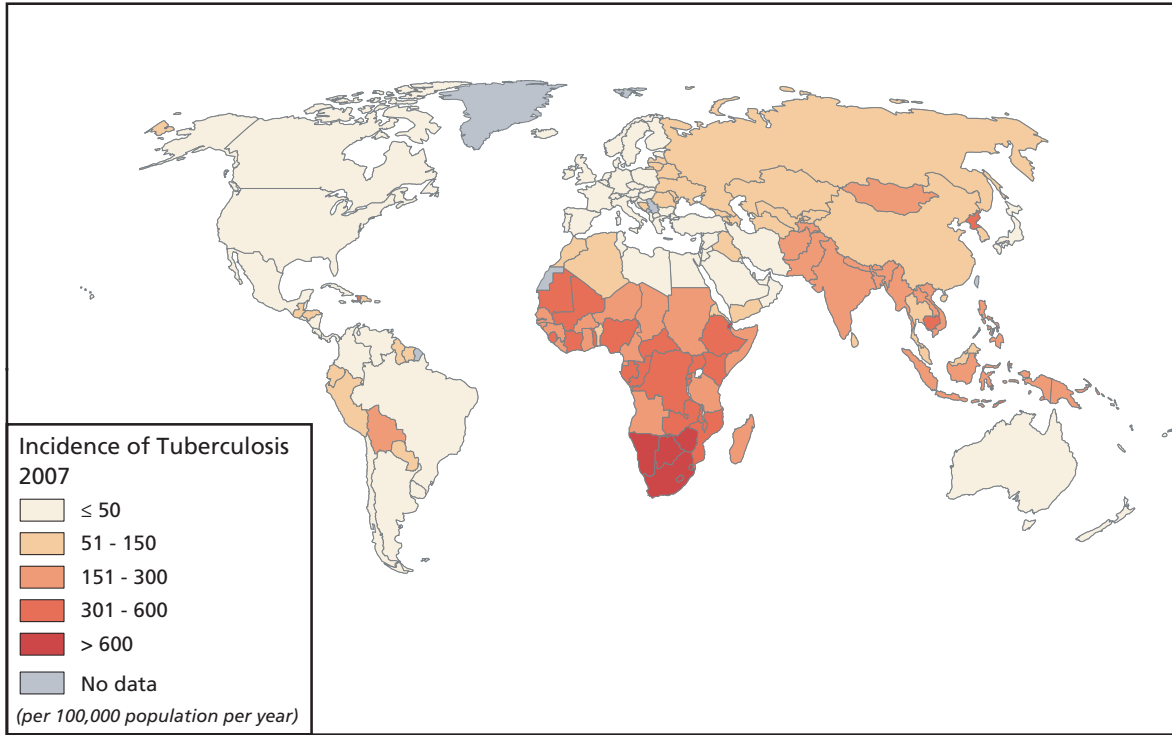 Incidence of Tuberculosis
2007
≤ 50
51 - 150
151 - 300
301 - 600
> 600
No data
(per 100,000 population per year)